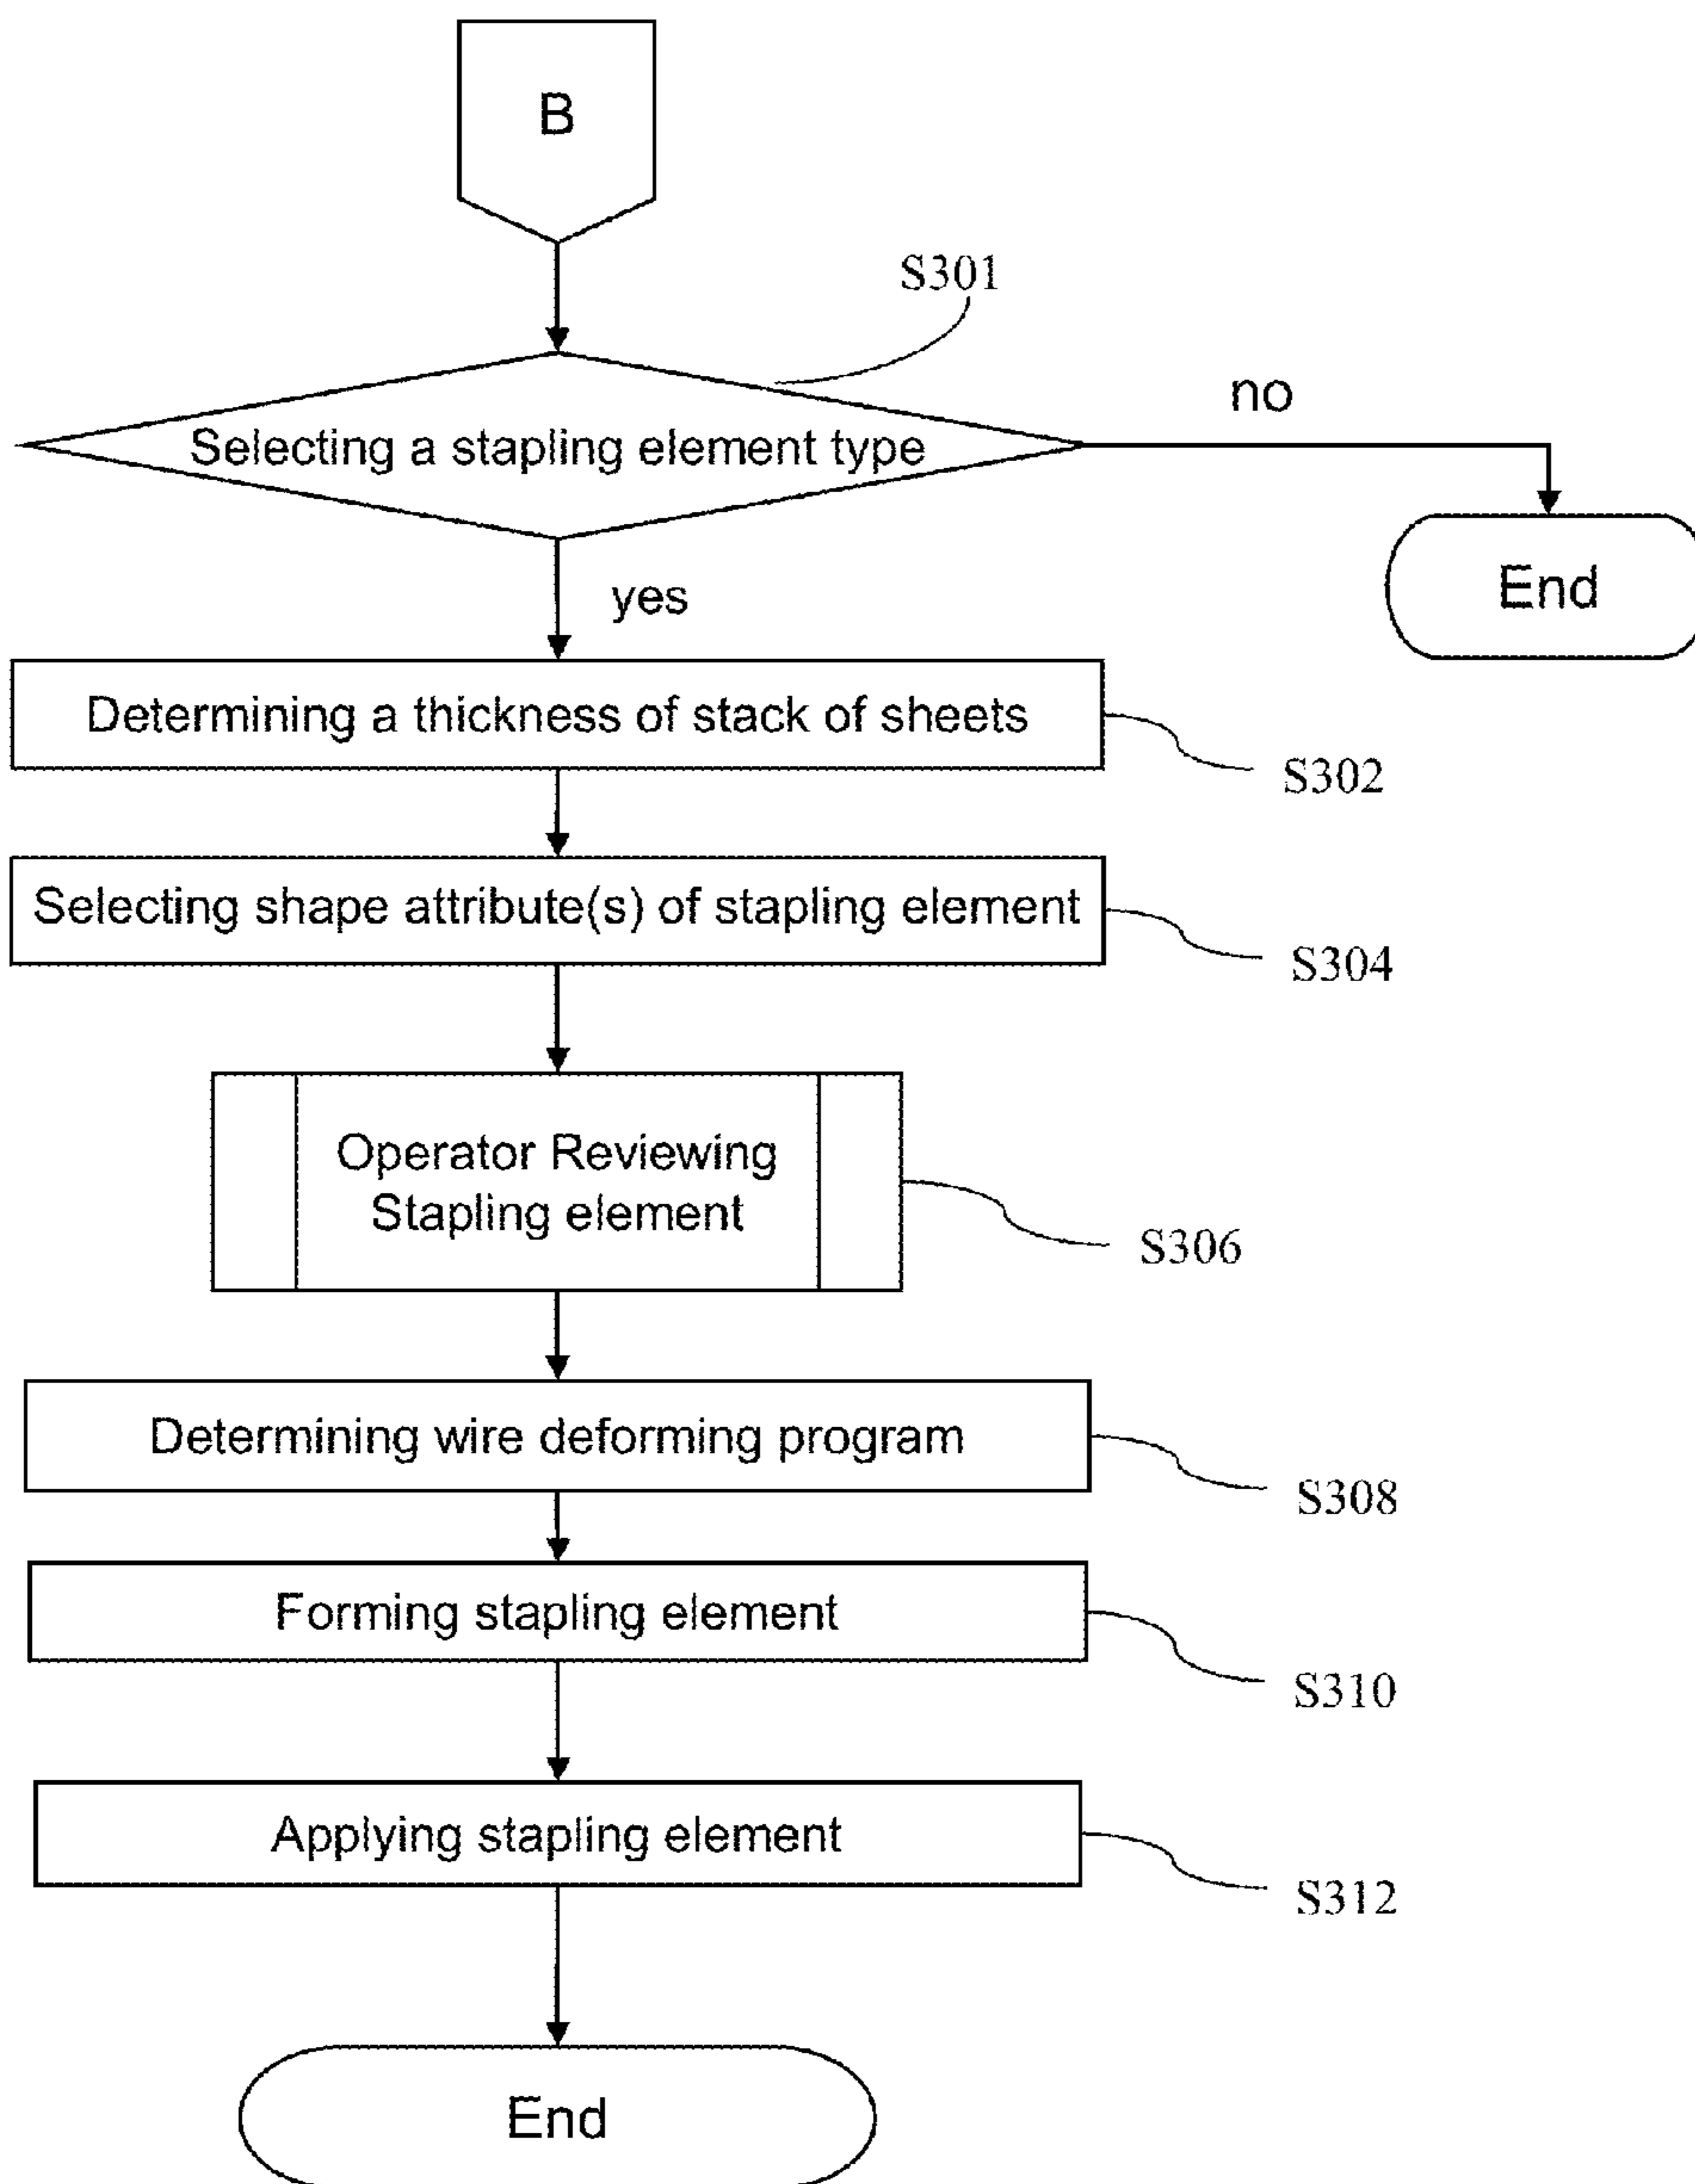 B
S301
Selecting a stapling element type
no
End
yes
Determining a thickness of stack of sheets
S302
Selecting shape attribute(s) of stapling element
S304
Operator Reviewing
Stapling element
S306
Determining wire deforming program
S308
Forming stapling element
S310
Applying stapling element
S312
End